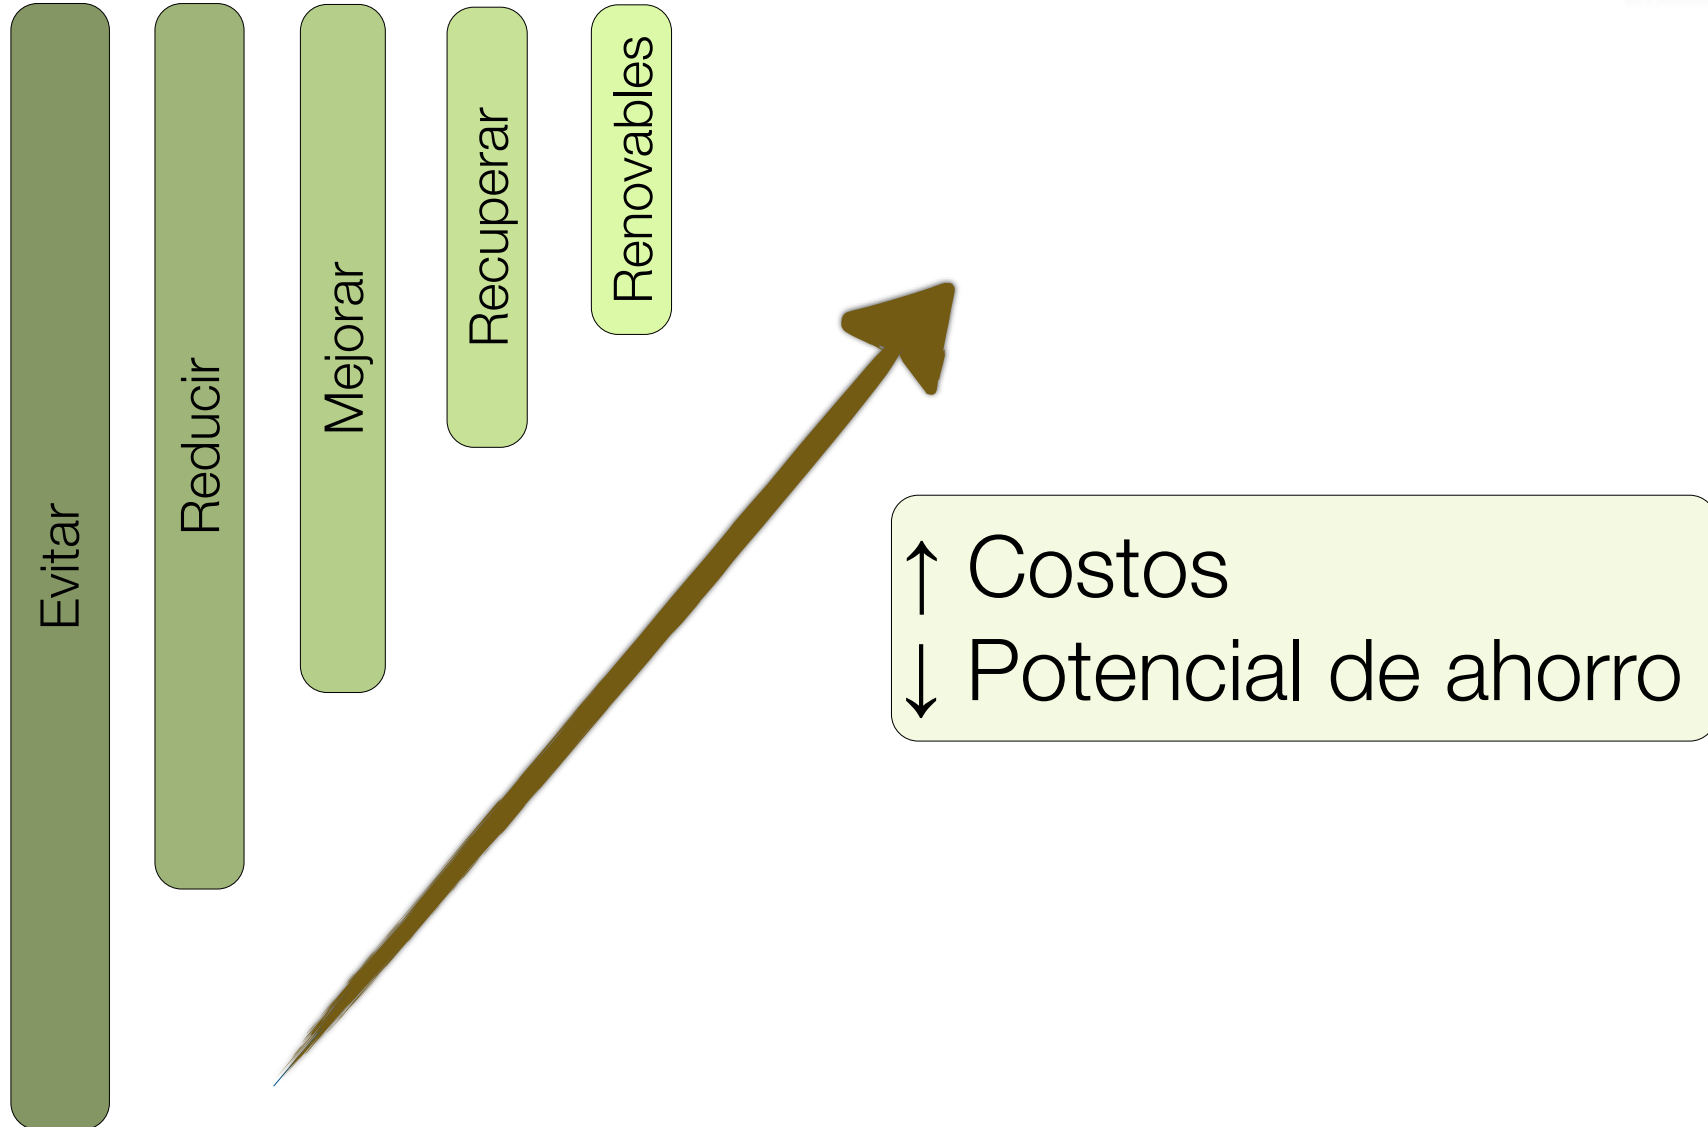 Evitar
Reducir
Mejorar
Recuperar
Renovables
↑ Costos
↓ Potencial de ahorro